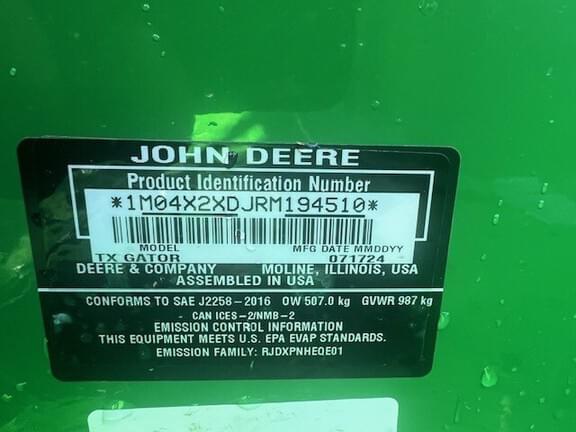 JOHN DEERE
Product Identification Number
*1M04X2XDJRM194510*
MODEL MFG DATE MMDDYY
TX GATOR 071724
DEERE & COMPANY MOLINE, ILLINOIS, USA
ASSEMBLED IN USA
CONFORMS TO SAE J2258-2016 OW 507.0 kg GVWR 987 kg
CAN ICES-2/NMB-2
EMISSION CONTROL INFORMATION
THIS EQUIPMENT MEETS U.S. EPA EVAP STANDARDS.
EMISSION FAMILY: RJDXPNHEQE01